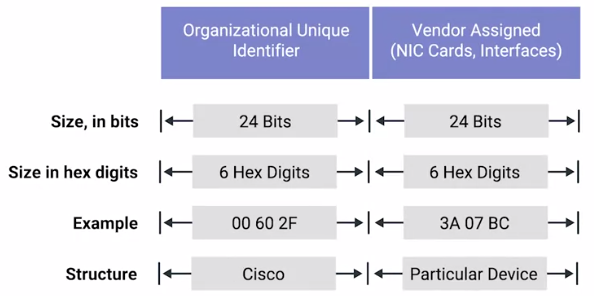 Organizational Unique
Identifier
Vendor Assigned
(NIC Cards, Interfaces)
Size, in bits 24 Bits 24 Bits
Size in hex digits 6 Hex Digits 6 Hex Digits
Example 00 60 2F 3A 07 BC
Structure Cisco Particular Device